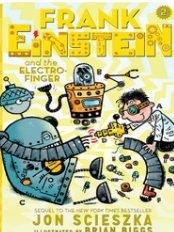 2
FRANK
EiNSTEiN
and the
ELECTRO-
FINGER
SEQUEL TO THE NEW YORK TIMES BESTSELLER
JON SCIESZKA
ILLUSTRATED BY BRIAN BIGGS